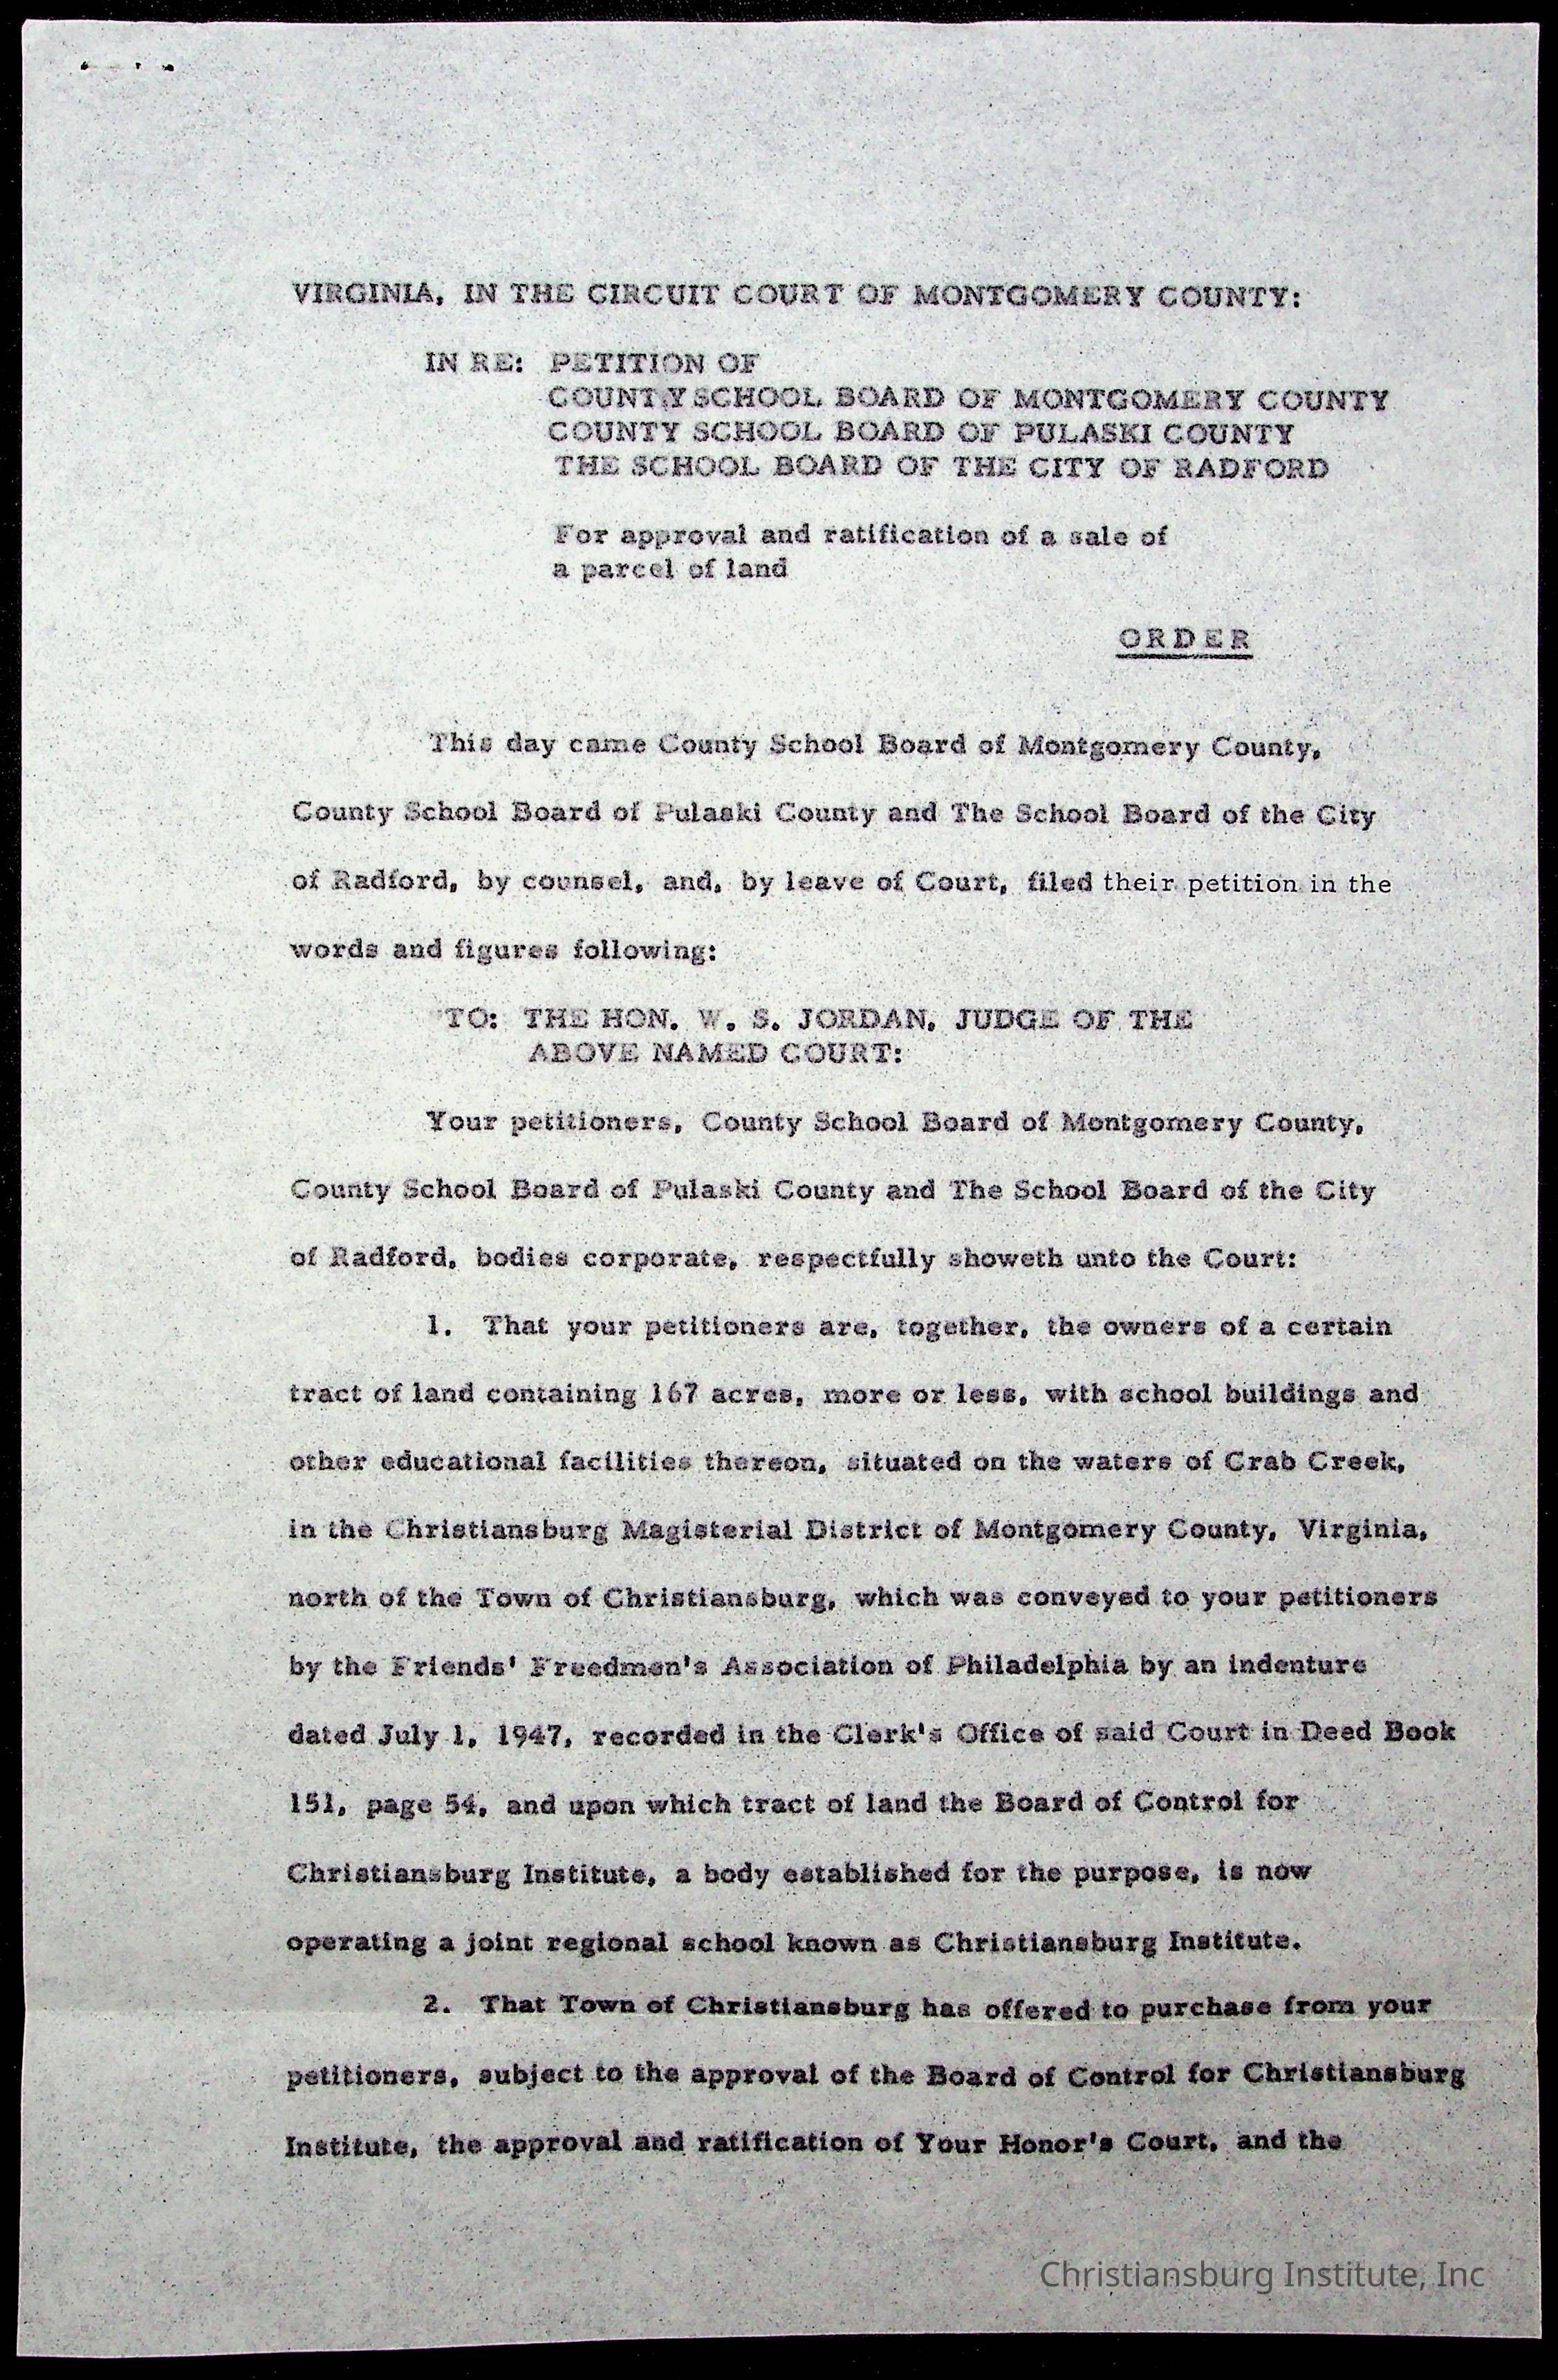 VIRGINIA, IN THE CIRCUIT COURT OF MONTGOMERY COUNTY:
IN RE: PETITION OF
COUNTY SCHOOL BOARD OF MONTGOMERY COUNTY
COUNTY SCHOOL BOARD OF PULASKI COUNTY
THE SCHOOL BOARD OF THE CITY OF RADFORD
For approval and ratification of a sale of
a parcel of land
ORDER
This day came County School Board of Montgomery County,
County School Board of Pulaski County and The School Board of the City
of Radford, by counsel, and, by leave of Court, filed their petition in the
words and figures following:
TO: THE HON. W. S. JORDAN, JUDGE OF THE
ABOVE NAMED COURT:
Your petitioners, County School Board of Montgomery County,
County School Board of Pulaski County and The School Board of the City
of Radford, bodies corporate, respectfully showeth unto the Court:
1. That your petitioners are, together, the owners of a certain
tract of land containing 167 acres, more or less, with school buildings and
other educational facilities thereon, situated on the waters of Crab Creek,
in the Christiansburg Magisterial District of Montgomery County, Virginia,
north of the Town of Christiansburg, which was conveyed to your petitioners
by the Friends' Freedmen's Association of Philadelphia by an indenture
dated July 1, 1947, recorded in the Clerk's Office of said Court in Deed Book
151, page 54, and upon which tract of land the Board of Control for
Christiansburg Institute, a body established for the purpose, is now
operating a joint regional school known as Christiansburg Institute.
2. That Town of Christiansburg has offered to purchase from your
petitioners, subject to the approval of the Board of Control for Christiansburg
Institute, the approval and ratification of Your Honor's Court, and the
Christiansburg Institute, Inc